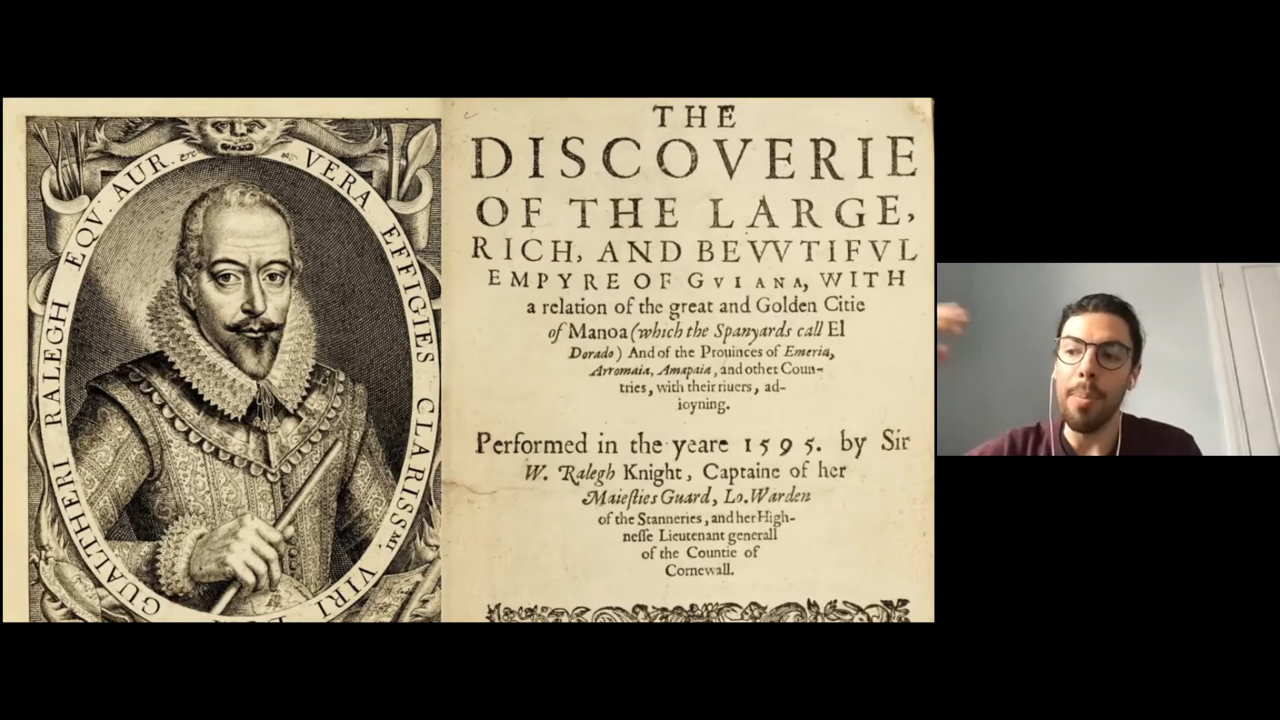 GUALTHERI RALEGH EQV. AUR. etc VERA EFFIGIES CLARISSMI. VIRI
THE
DISCOVERIE
OF THE LARGE,
RICH, AND BEVVTIFVL
EMPYRE OF GVIANA, WITH
a relation of the great and Golden Citie
of Manoa (which the Spanyards call El
Dorado) And of the Prouinces of Emeria,
Arromaia, Amapaia, and other Coun-
tries, with their riuers, ad-
ioyning.
Performed in the yeare 1595. by Sir
W. Ralegh Knight, Captaine of her
Maieſties Guard, Lo. Warden
of the Stanneries, and her High-
neſſe Lieutenant generall
of the Countie of
Cornewall.